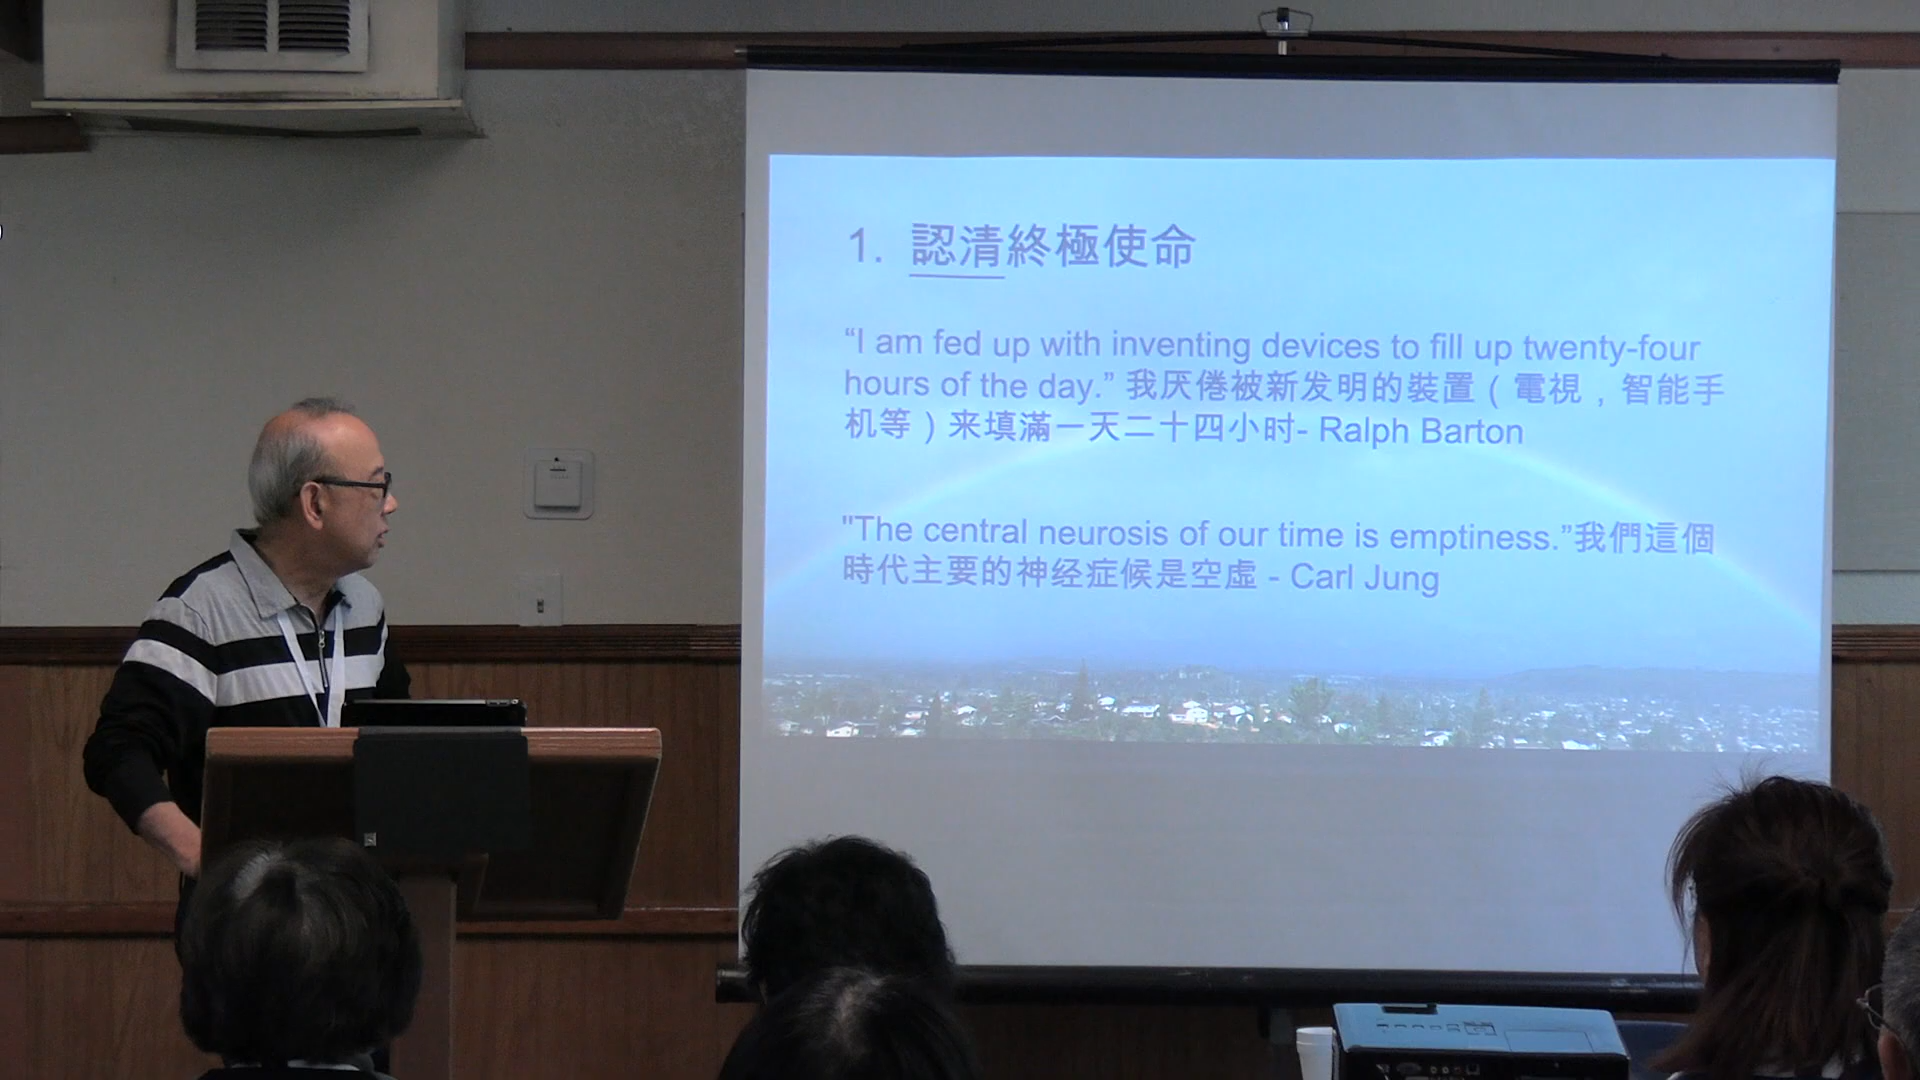 1. 認清終極使命
“I am fed up with inventing devices to fill up twenty-four
hours of the day.” 我厌倦被新发明的裝置（電視，智能手
机等）来填滿一天二十四小时- Ralph Barton
"The central neurosis of our time is emptiness.”我們這個
時代主要的神经症候是空虛 - Carl Jung